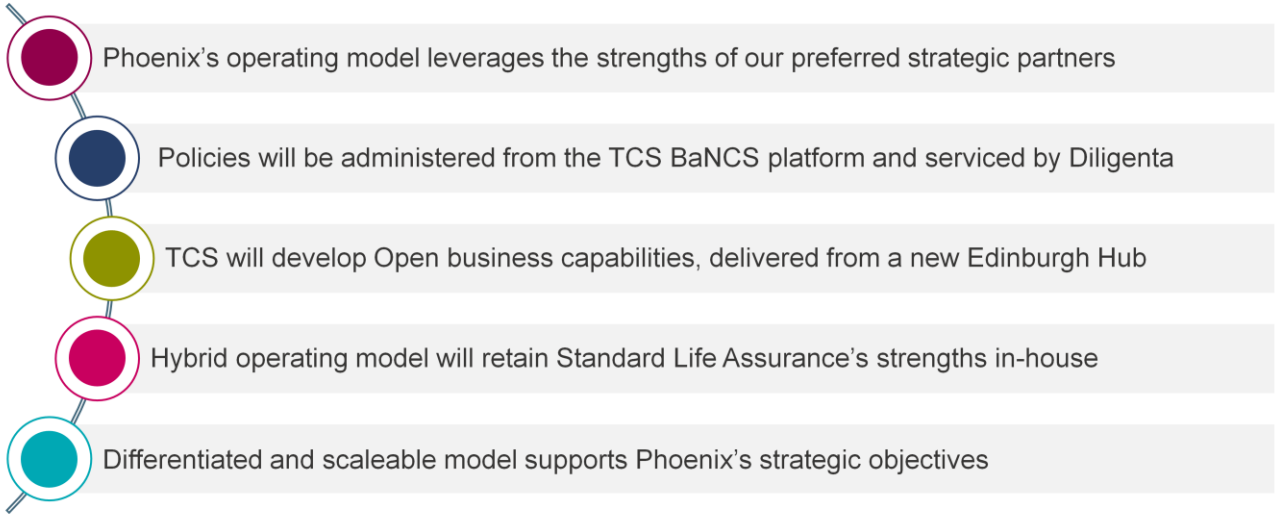 Phoenix’s operating model leverages the strengths of our preferred strategic partners
Policies will be administered from the TCS BaNCS platform and serviced by Diligenta
TCS will develop Open business capabilities, delivered from a new Edinburgh Hub
Hybrid operating model will retain Standard Life Assurance’s strengths in-house
Differentiated and scaleable model supports Phoenix’s strategic objectives